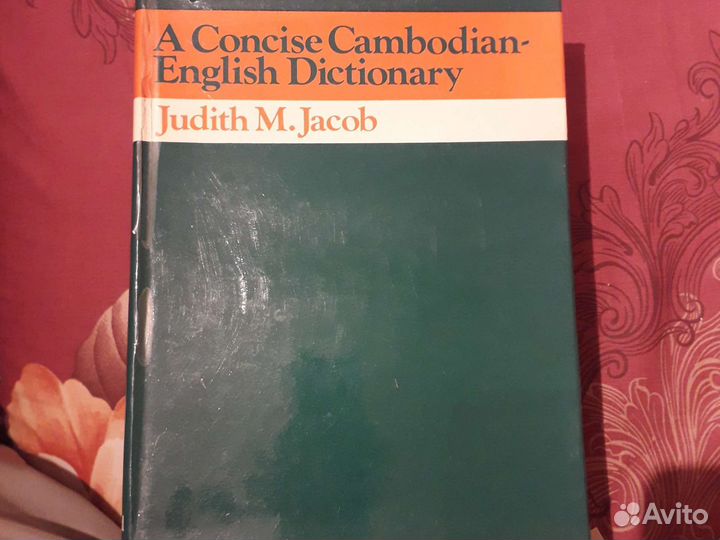 A Concise Cambodian-
English Dictionary
Judith M. Jacob
Avito